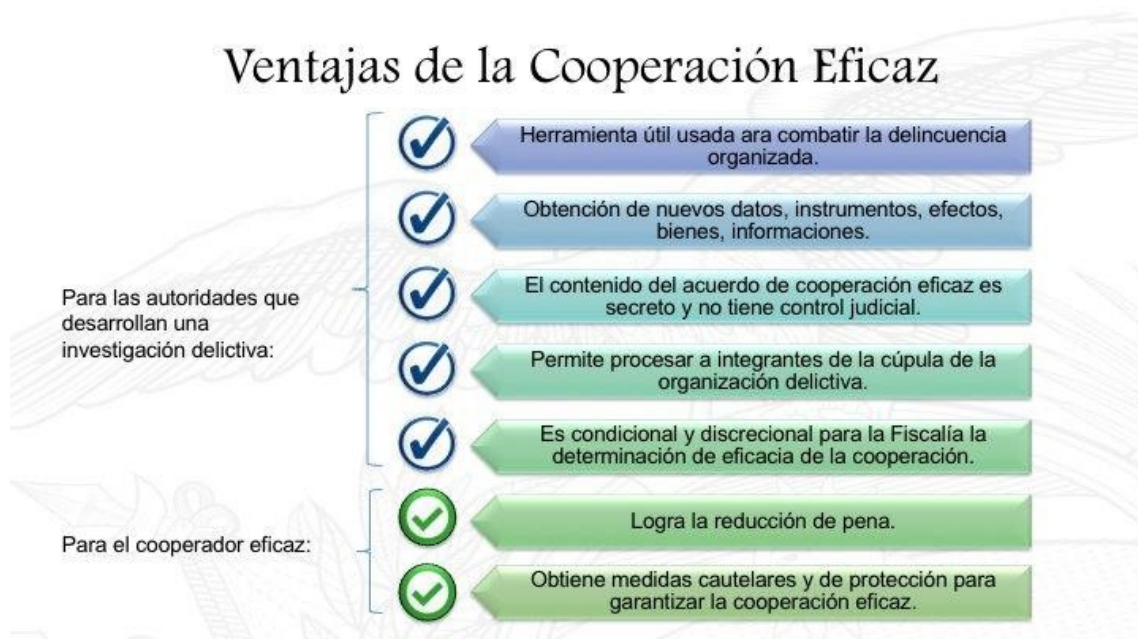 Ventajas de la Cooperación Eficaz
Para las autoridades que
desarrollan una
investigación delictiva:
Herramienta útil usada ara combatir la delincuencia
organizada.
Obtención de nuevos datos, instrumentos, efectos,
bienes, informaciones.
El contenido del acuerdo de cooperación eficaz es
secreto y no tiene control judicial.
Permite procesar a integrantes de la cúpula de la
organización delictiva.
Es condicional y discrecional para la Fiscalía la
determinación de eficacia de la cooperación.
Para el cooperador eficaz:
Logra la reducción de pena.
Obtiene medidas cautelares y de protección para
garantizar la cooperación eficaz.